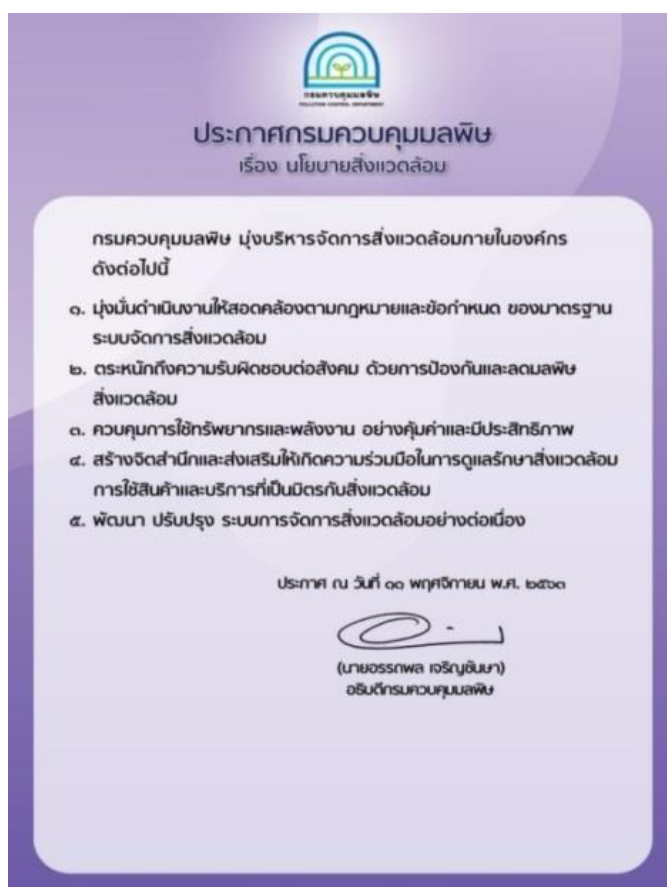 กรมควบคุมมลพิษ
POLLUTION CONTROL DEPARTMENT
ประกาศกรมควบคุมมลพิษ
เรื่อง นโยบายสิ่งแวดล้อม
กรมควบคุมมลพิษ มุ่งบริหารจัดการสิ่งแวดล้อมภายในองค์กร
ดังต่อไปนี้
๑. มุ่งมั่นดำเนินงานให้สอดคล้องตามกฎหมายและข้อกำหนด ของมาตรฐาน
ระบบจัดการสิ่งแวดล้อม
๒. ตระหนักถึงความรับผิดชอบต่อสังคม ด้วยการป้องกันและลดมลพิษ
สิ่งแวดล้อม
๓. ควบคุมการใช้ทรัพยากรและพลังงาน อย่างคุ้มค่าและมีประสิทธิภาพ
๔. สร้างจิตสำนึกและส่งเสริมให้เกิดความร่วมมือในการดูแลรักษาสิ่งแวดล้อม
การใช้สินค้าและบริการที่เป็นมิตรกับสิ่งแวดล้อม
๕. พัฒนา ปรับปรุง ระบบการจัดการสิ่งแวดล้อมอย่างต่อเนื่อง
ประกาศ ณ วันที่ ๑๑ พฤศจิกายน พ.ศ. ๒๕๖๓
(นายอรรถพล เจริญชันษา)
อธิบดีกรมควบคุมมลพิษ